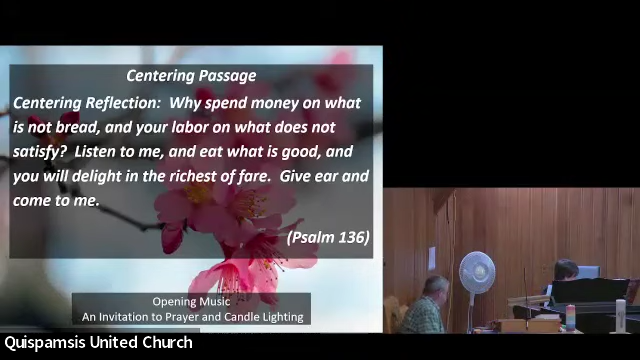 Centering Passage
Centering Reflection: Why spend money on what
is not bread, and your labor on what does not
satisfy? Listen to me, and eat what is good, and
you will delight in the richest of fare. Give ear and
come to me.
(Psalm 136)
Opening Music
An Invitation to Prayer and Candle Lighting
Quispamsis United Church